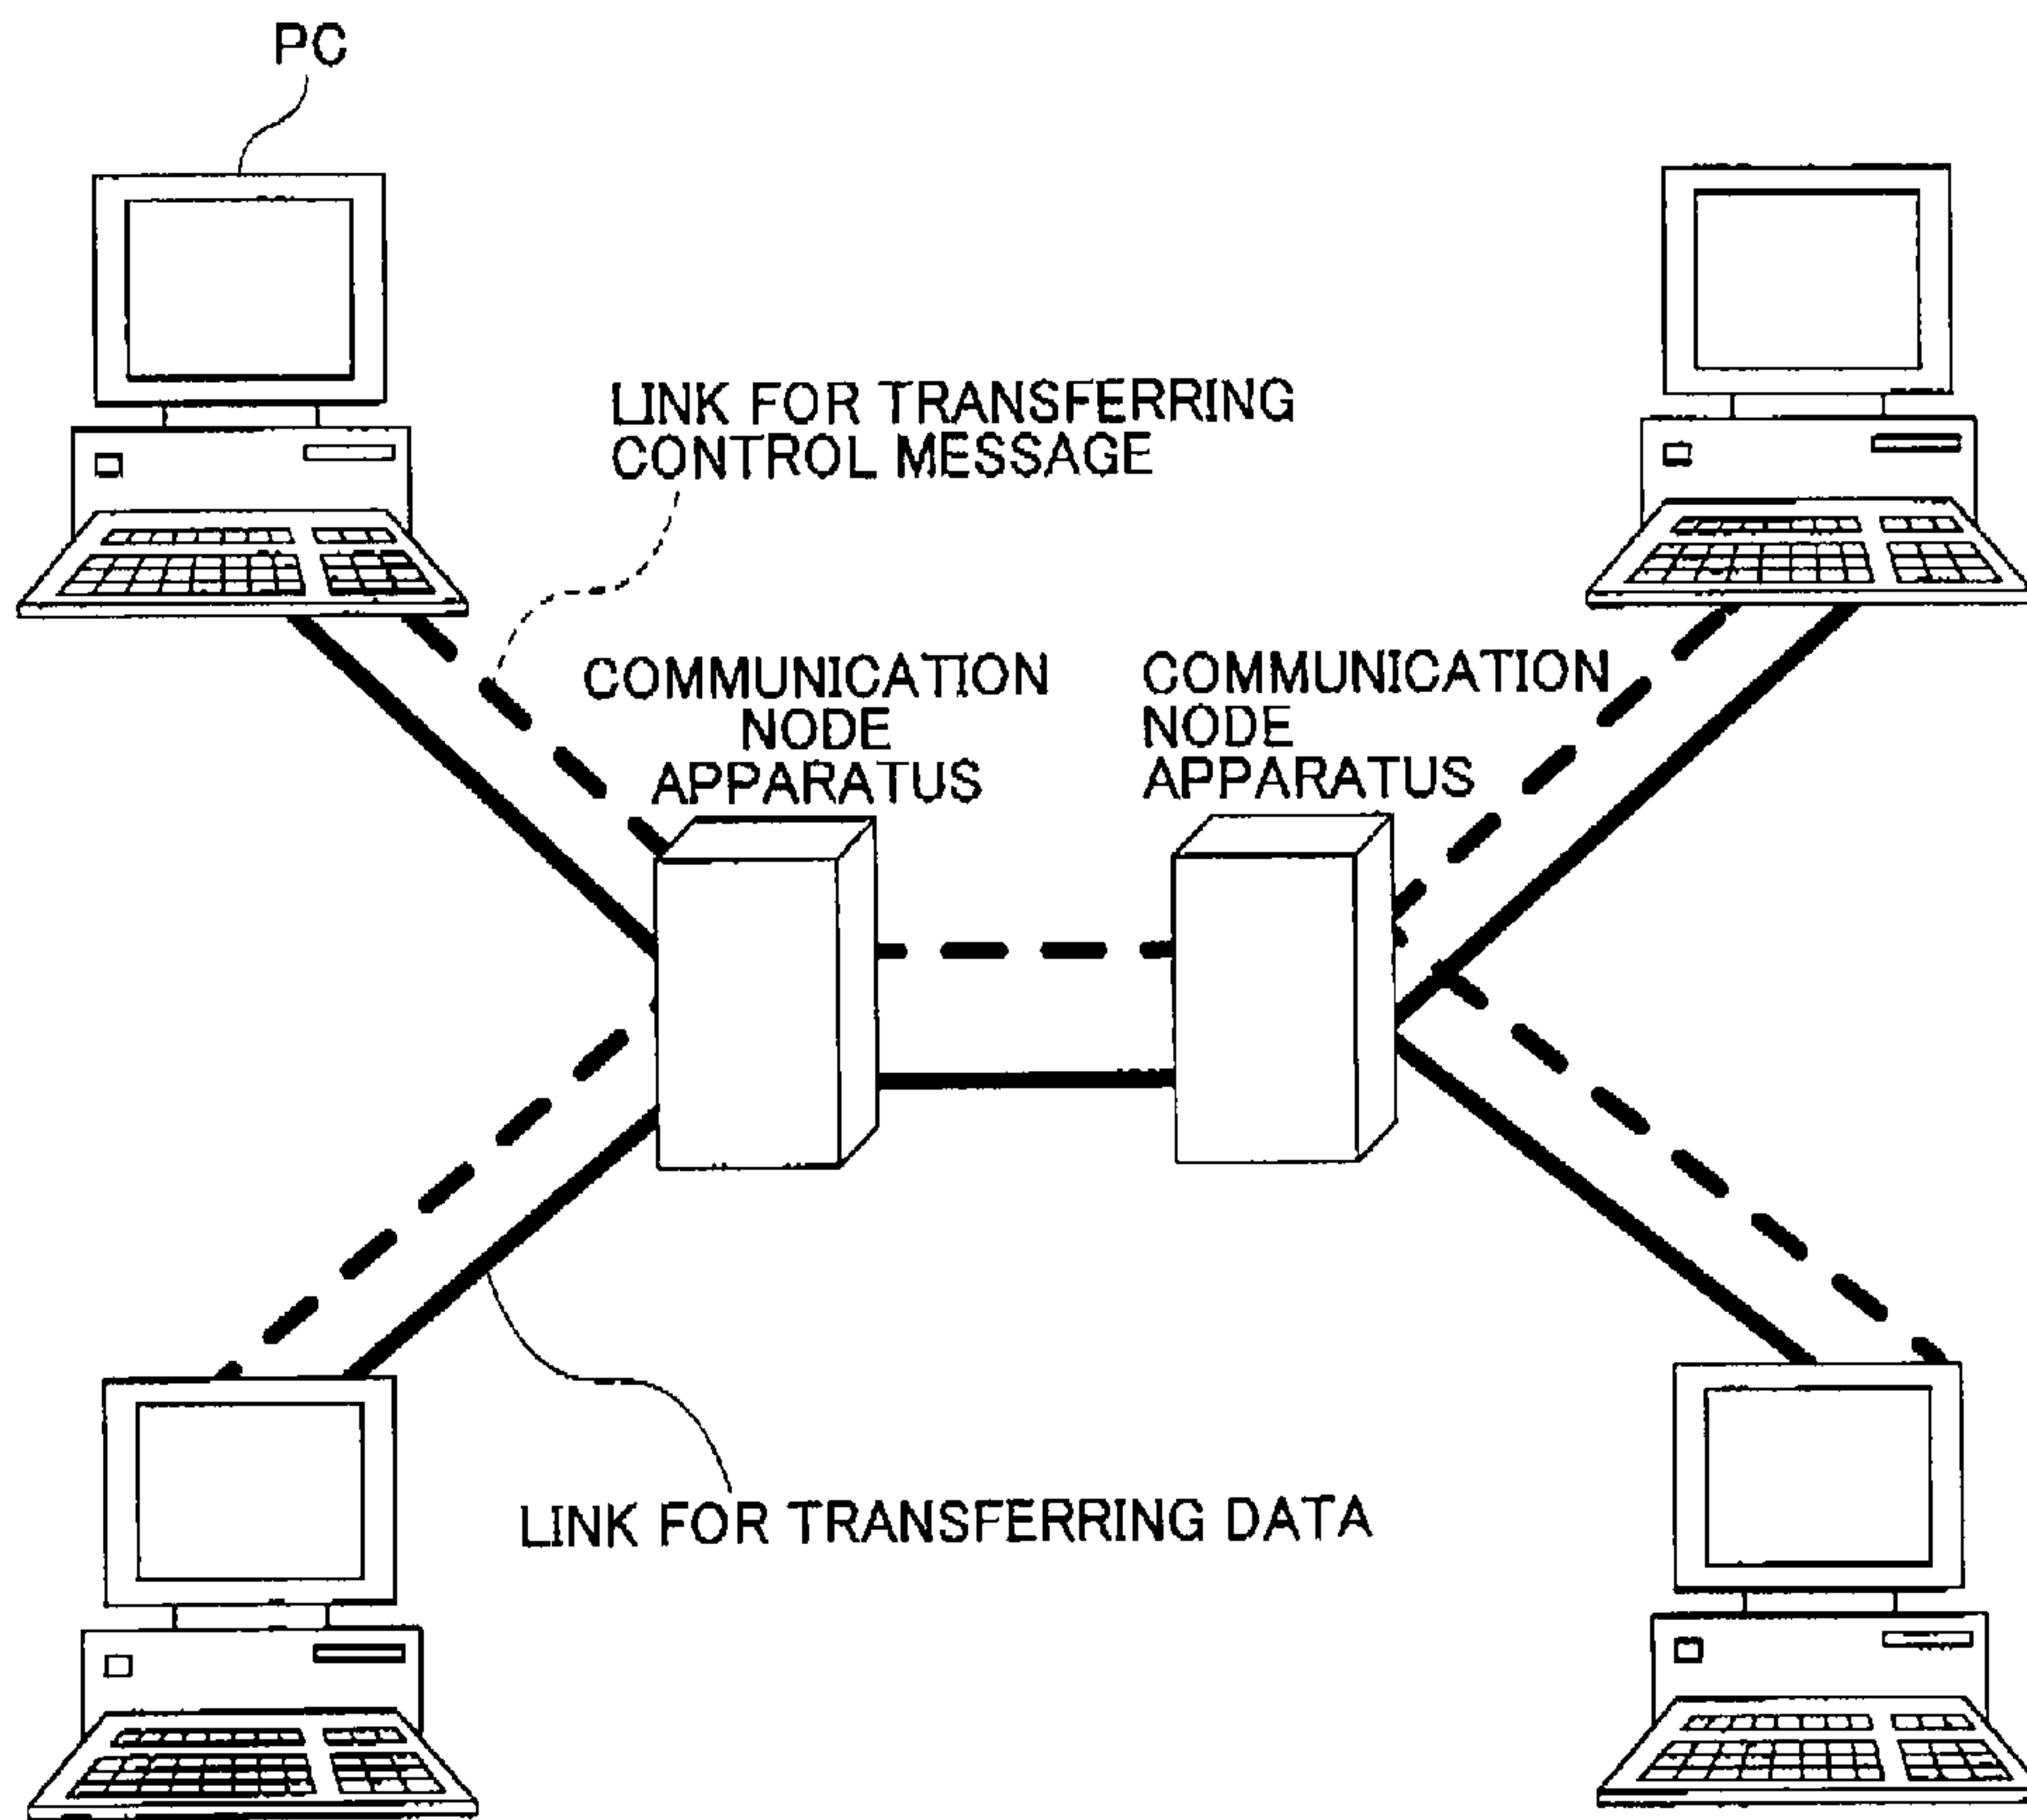 PC
LINK FOR TRANSFERRING
CONTROL MESSAGE
COMMUNICATION
NODE
APPARATUS
COMMUNICATION
NODE
APPARATUS
LINK FOR TRANSFERRING DATA